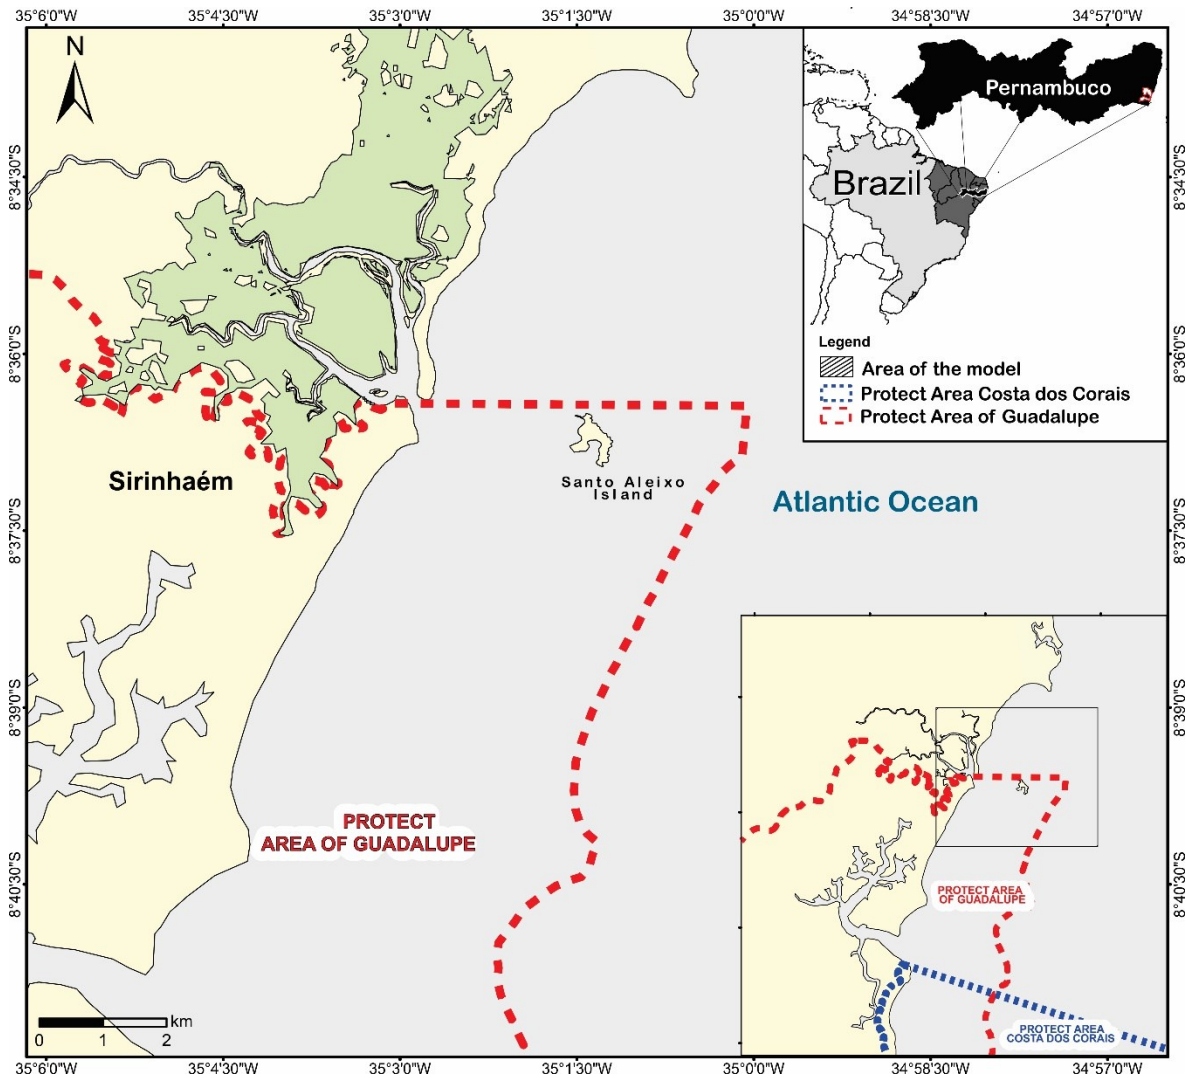 35°6'0"W 35°4'30"W 35°3'0"W 35°1'30"W 35°0'0"W 34°58'30"W 34°57'0"W
N
Pernambuco
Brazil
8°34'30"S
8°34'30"S
8°36'0"S
8°36'0"S
Legend
Area of the model
Protect Area Costa dos Corais
Protect Area of Guadalupe
Sirinhaém
Santo Aleixo
Island
Atlantic Ocean
8°37'30"S
8°37'30"S
8°39'0"S
8°39'0"S
PROTECT
AREA OF GUADALUPE
8°40'30"S
8°40'30"S
PROTECT AREA
OF GUADALUPE
PROTECT AREA
COSTA DOS CORAIS
km
0 1 2
35°6'0"W 35°4'30"W 35°3'0"W 35°1'30"W 35°0'0"W 34°58'30"W 34°57'0"W